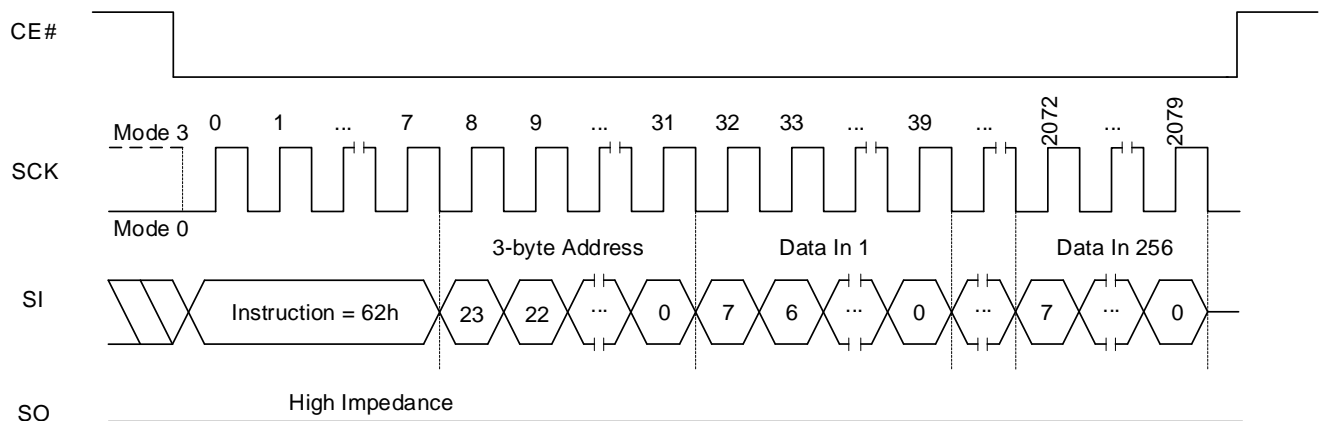 CE#
Mode 3 0 1 ... 7 8 9 ... 31 32 33 ... 39 ... 2072 ... 2079
SCK
Mode 0
3-byte Address Data In 1 Data In 256
SI Instruction = 62h 23 22 ... 0 7 6 ... 0 ... 7 ... 0
High Impedance
SO